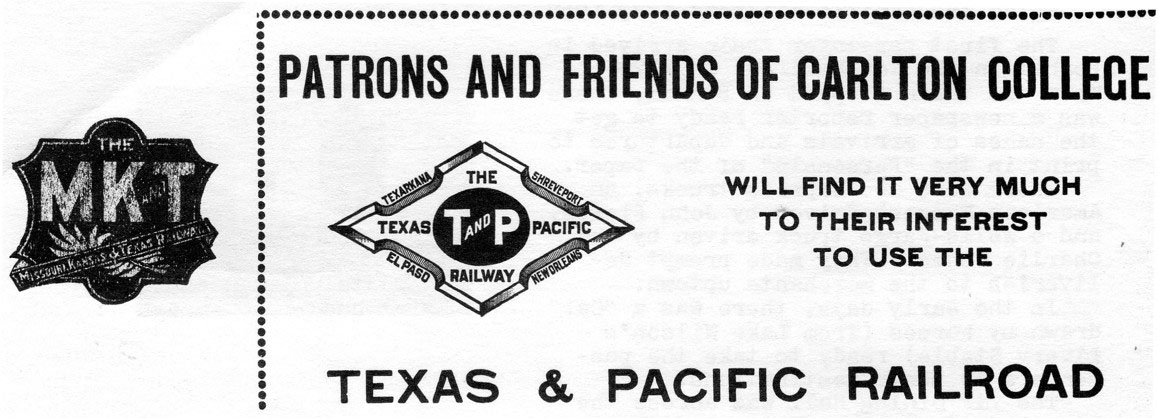 THE
MK AND T
MISSOURI, KANSAS & TEXAS RAILWAY
PATRONS AND FRIENDS OF CARLTON COLLEGE
TEXARKANA
THE
SHREVEPORT
TEXAS
T AND P
PACIFIC
EL PASO
RAILWAY
NEW ORLEANS
WILL FIND IT VERY MUCH
TO THEIR INTEREST
TO USE THE
TEXAS & PACIFIC RAILROAD